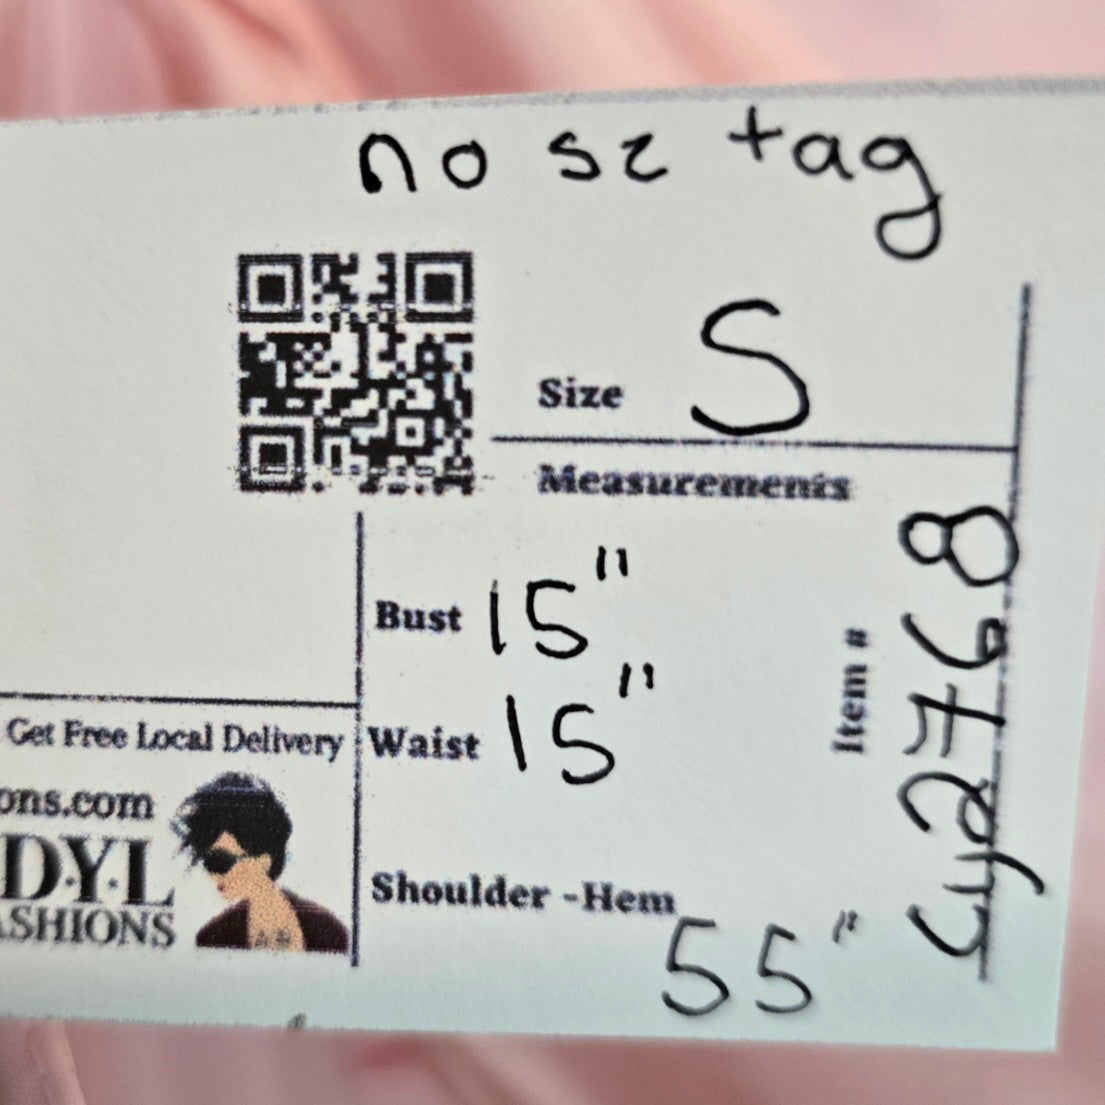 no sz tag
Size S
Measurements
Bust 15"
Waist 15"
Shoulder -Hem
55"
Item # 42768
Get Free Local Delivery
ons.com
D.Y.L
ASHIONS